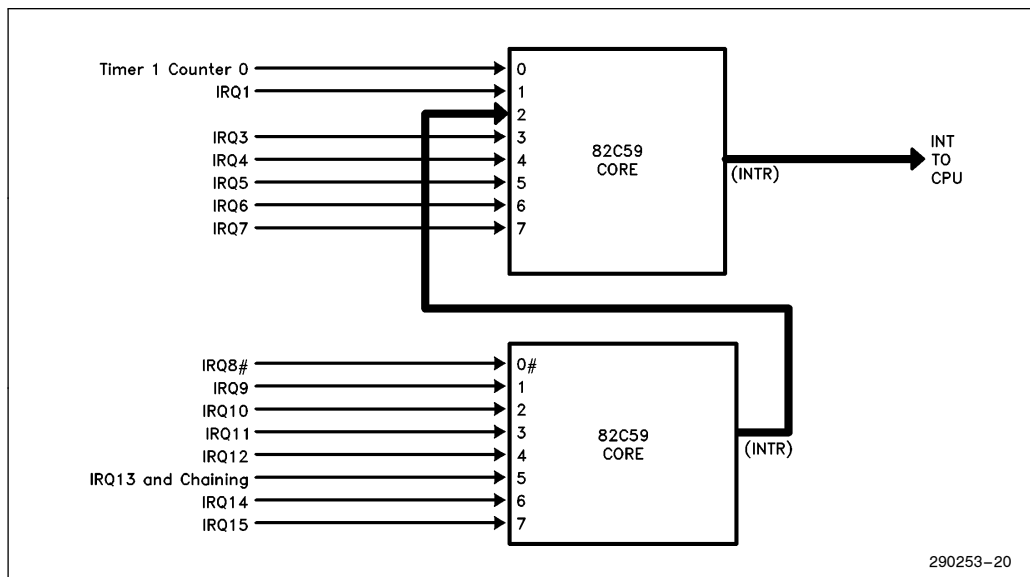 Timer 1 Counter 0
IRQ1
IRQ3
IRQ4
IRQ5
IRQ6
IRQ7
0
1
2
3
4
5
6
7
82C59
CORE
(INTR)
INT
TO
CPU
IRQ8#
IRQ9
IRQ10
IRQ11
IRQ12
IRQ13 and Chaining
IRQ14
IRQ15
0#
1
2
3
4
5
6
7
82C59
CORE
(INTR)
290253–20